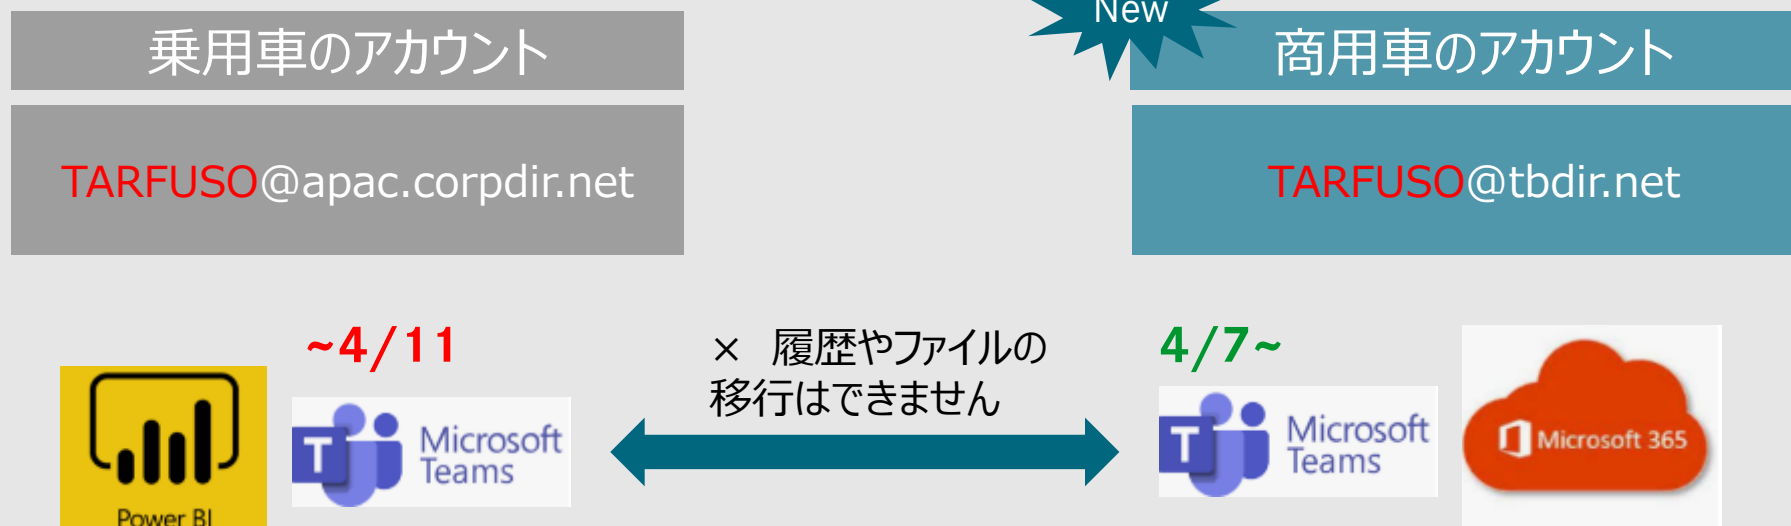 New
乗用車のアカウント
商用車のアカウント
TARFUSO@apac.corpdir.net
TARFUSO@tbdir.net
~4/11
× 履歴やファイルの
移行はできません
4/7~
Power BI
Microsoft
Teams
Microsoft
Teams
Microsoft 365